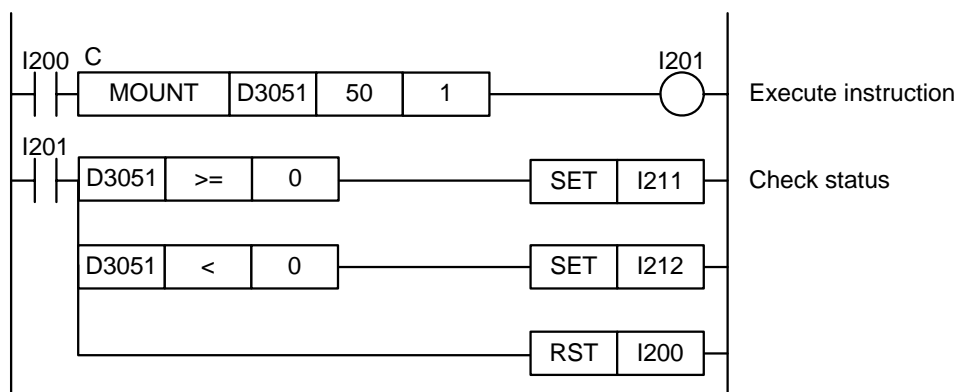 I200 C I201
MOUNT D3051 50 1 Execute instruction
I201
D3051 >= 0 SET I211 Check status
D3051 < 0 SET I212
RST I200